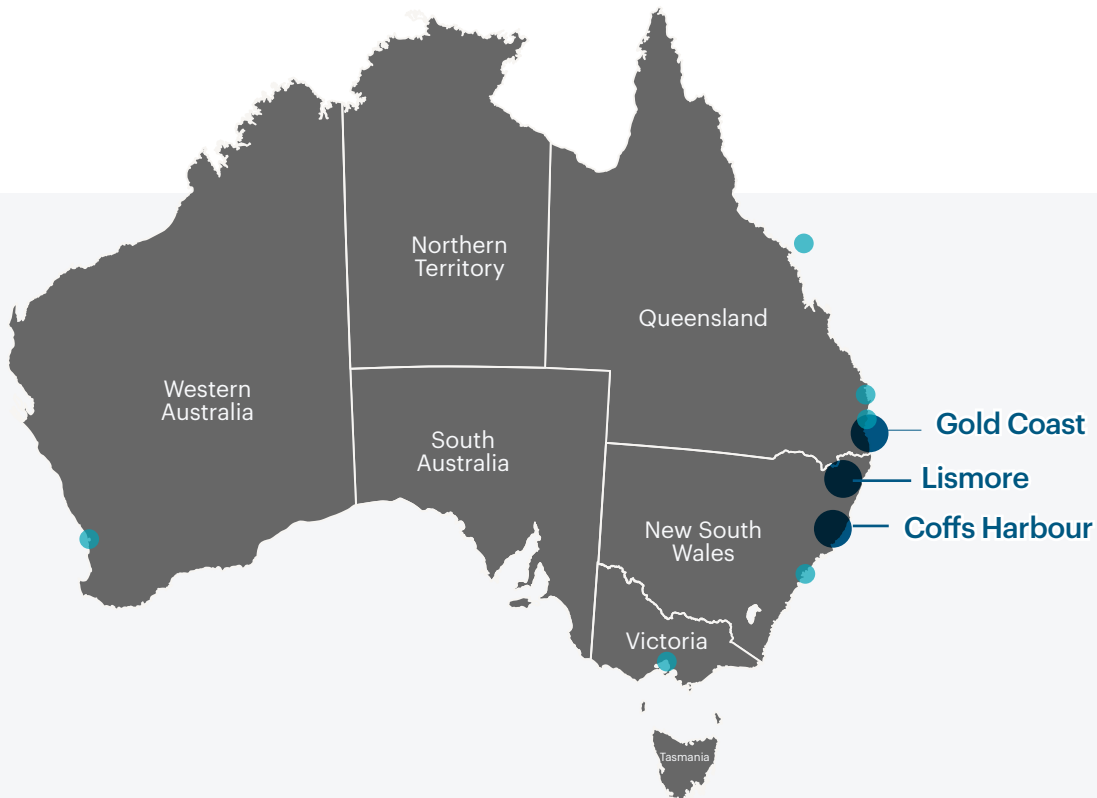 Northern
Territory
Queensland
Western
Australia
South
Australia
Gold Coast
Lismore
New South
Wales
Coffs Harbour
Victoria
Tasmania